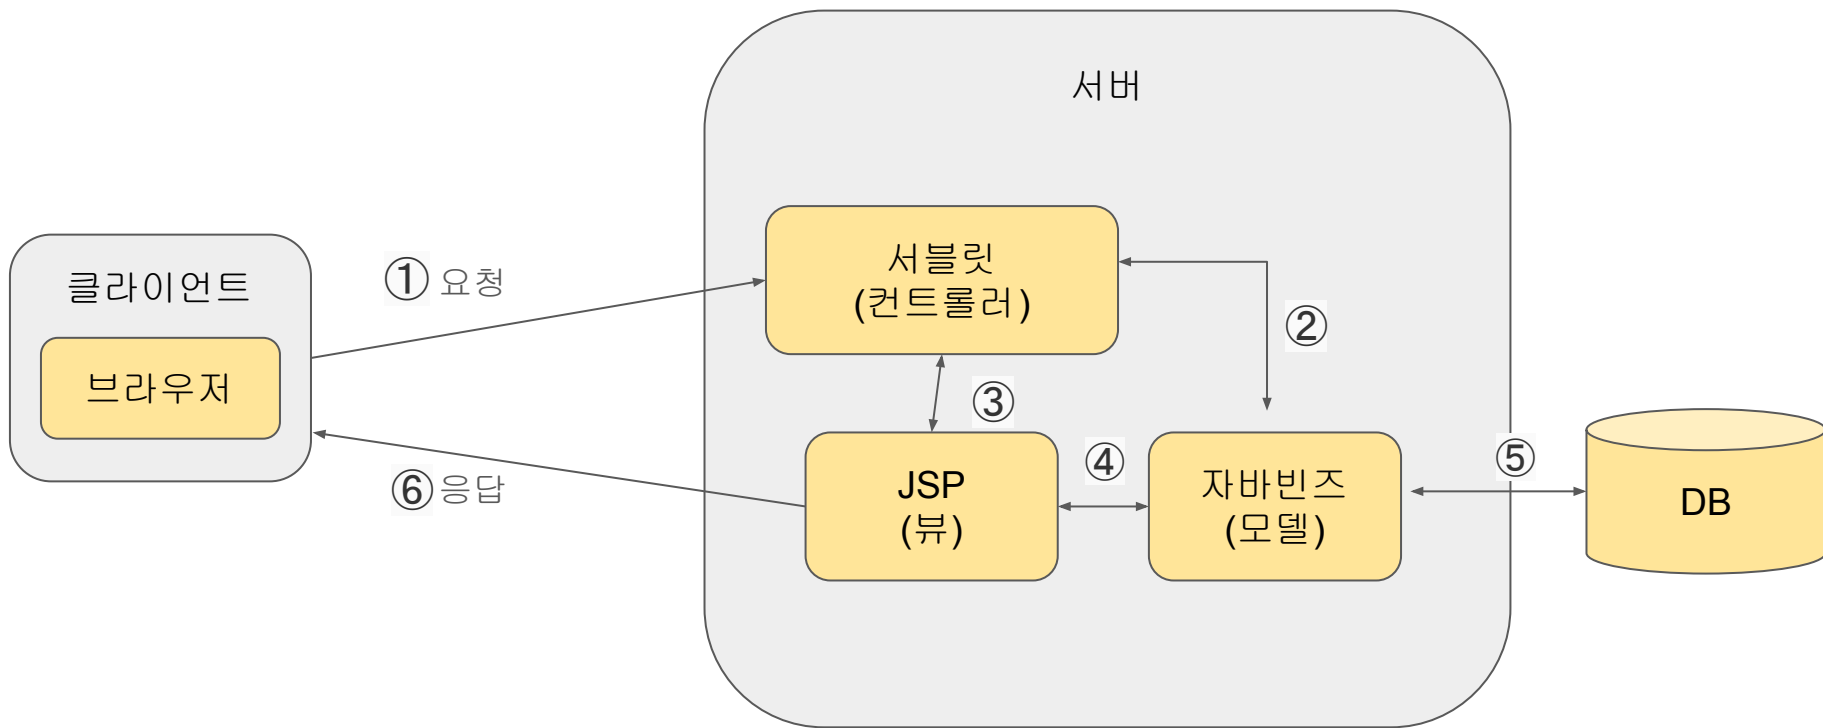 서버
클라이언트
브라우저
① 요청
서블릿
(컨트롤러)
②
③
JSP
(뷰)
④
자바빈즈
(모델)
⑤
DB
⑥ 응답